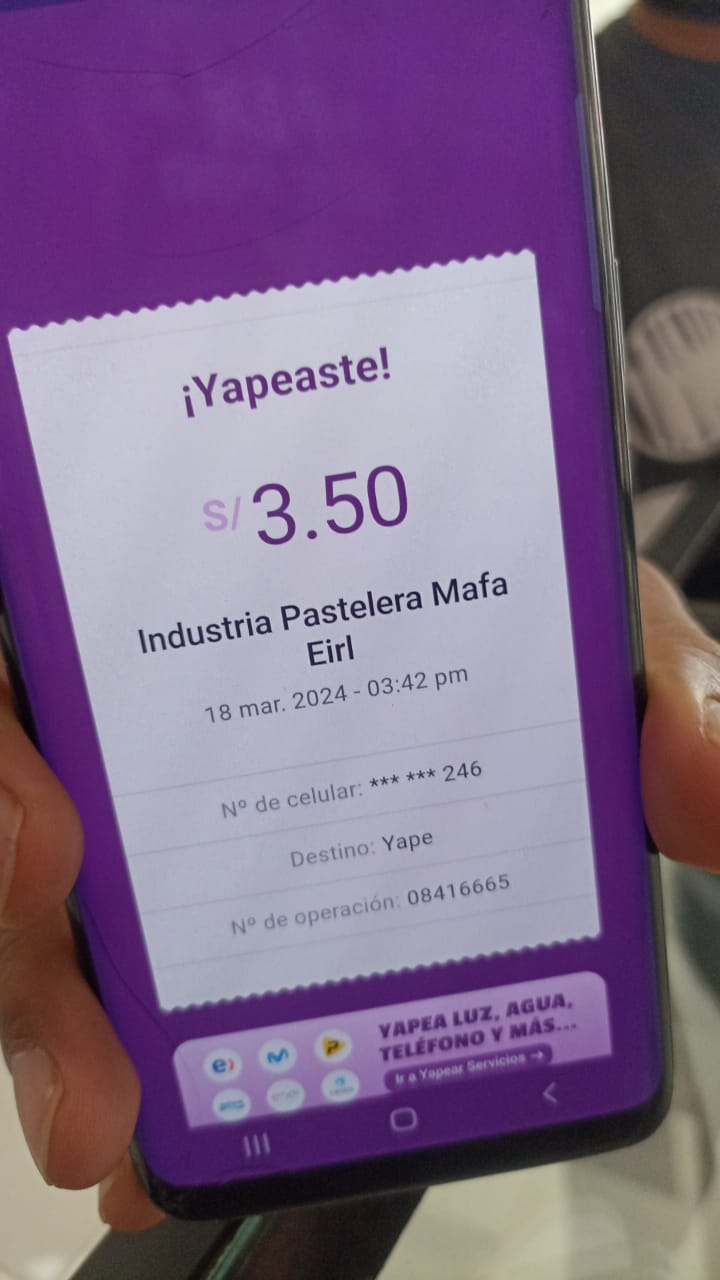 ¡Yapeaste!
S/ 3.50
Industria Pastelera Mafa
Eirl
18 mar. 2024 - 03:42 pm
Nº de celular: *** *** 246
Destino: Yape
Nº de operación: 08416665
YAPEA LUZ, AGUA,
TELÉFONO Y MÁS...
Ir a Yapear Servicios →